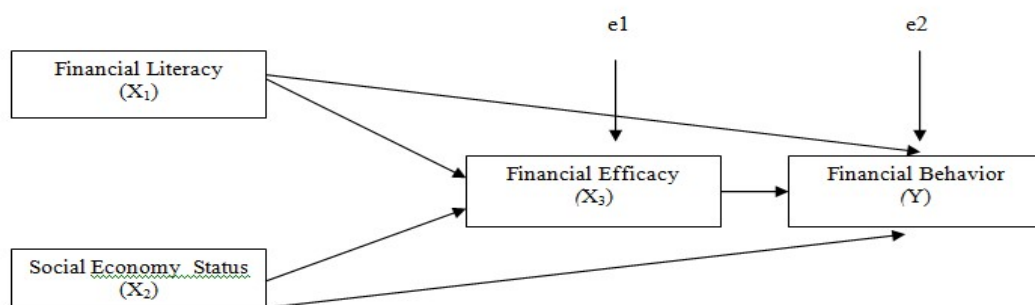 e1
e2
Financial Literacy
(X₁)
Financial Efficacy
(X₃)
Financial Behavior
(Y)
Social Economy Status
(X₂)